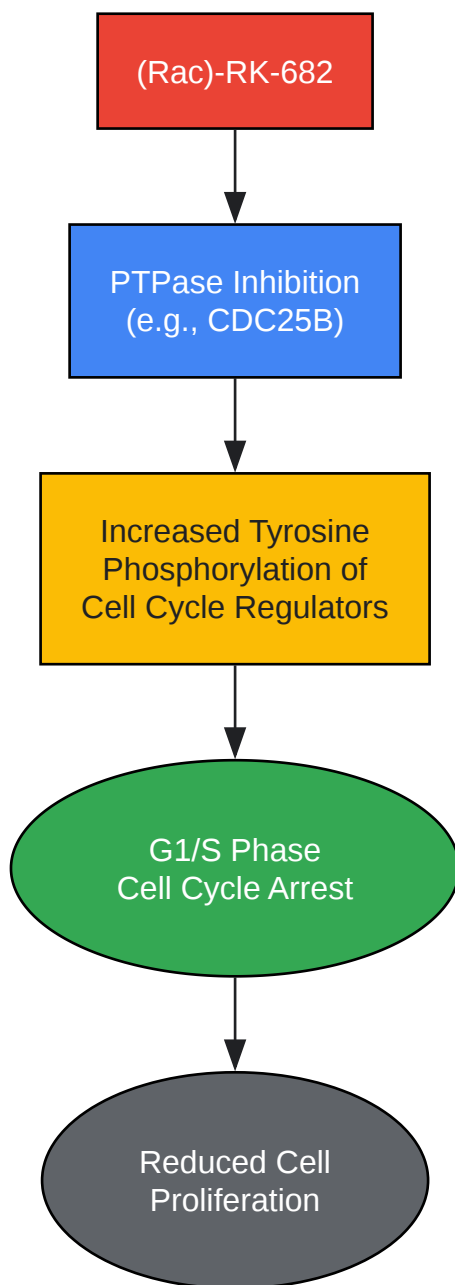 (Rac)-RK-682
PTPase Inhibition
(e.g., CDC25B)
Increased Tyrosine
Phosphorylation of
Cell Cycle Regulators
G1/S Phase
Cell Cycle Arrest
Reduced Cell
Proliferation